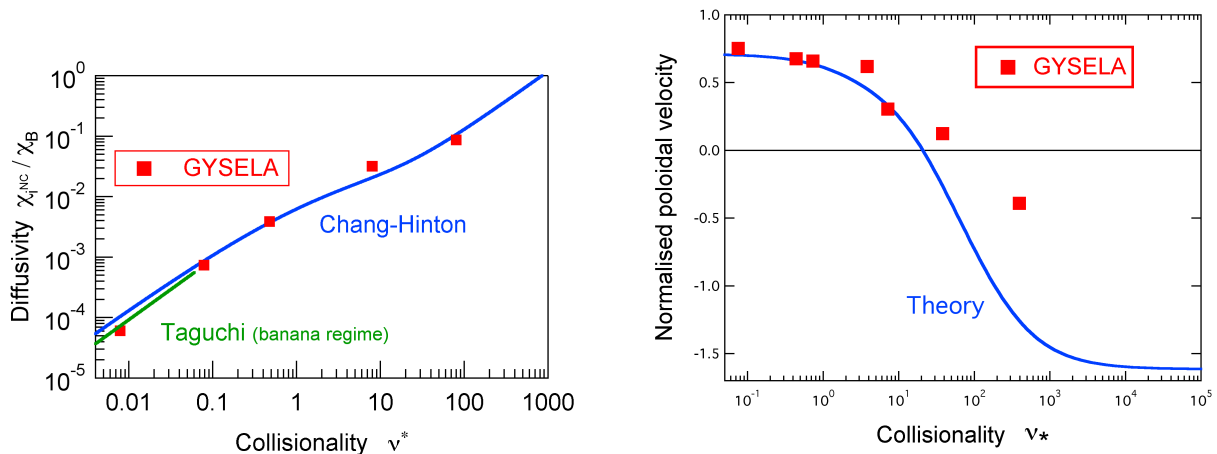 10^0
10^-1
10^-2
10^-3
10^-4
10^-5
Diffusivity χ_i^NC / χ_B
GYSELA
Chang-Hinton
Taguchi (banana regime)
0.01 0.1 1 10 100 1000
Collisionality ν*
1.0
0.5
0.0
-0.5
-1.0
-1.5
Normalised poloidal velocity
GYSELA
Theory
10^-1 10^0 10^1 10^2 10^3 10^4 10^5
Collisionality ν*